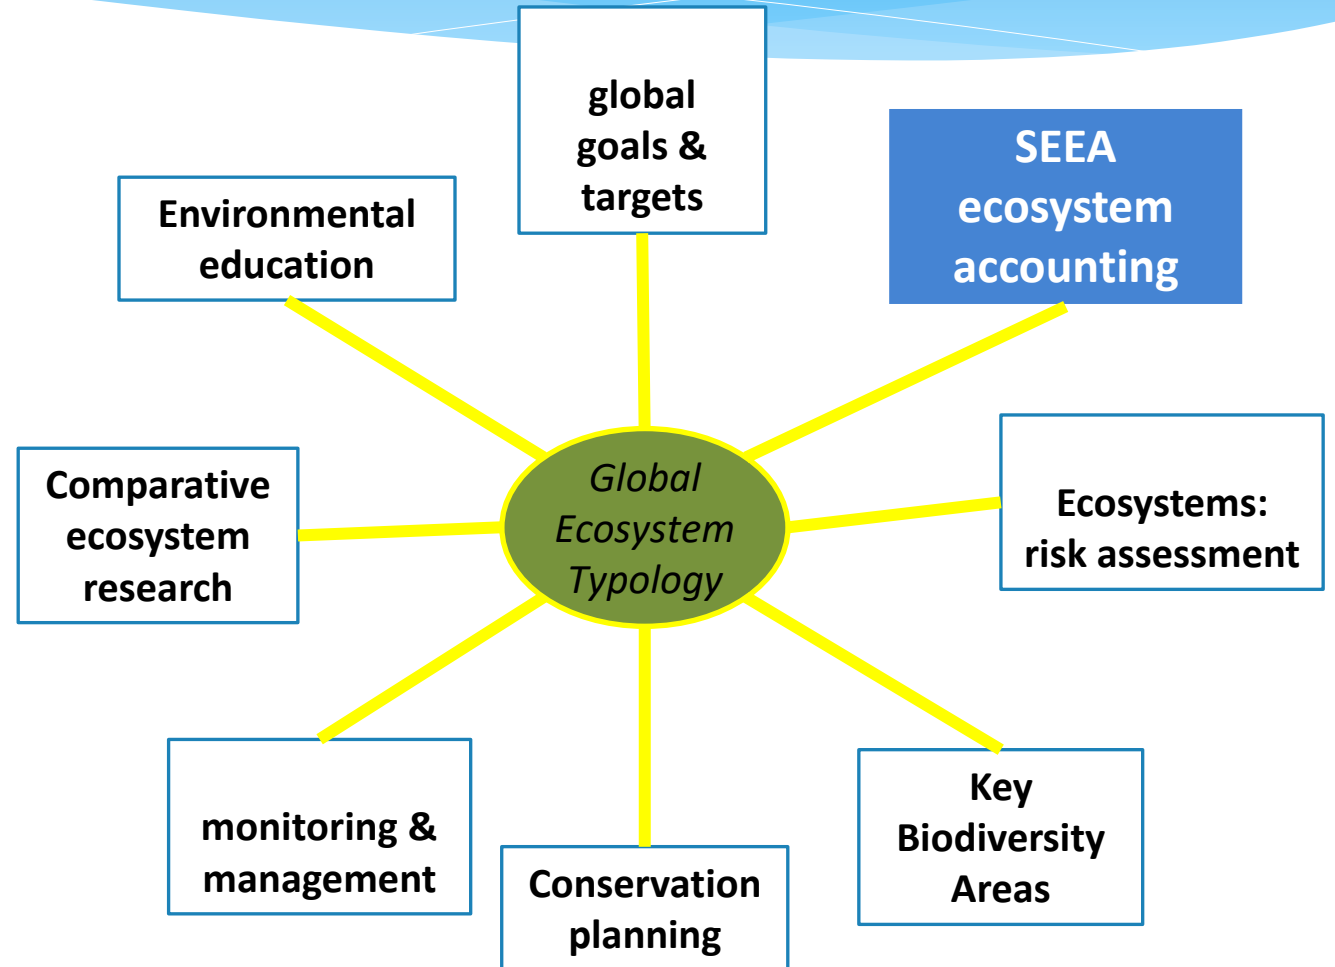 global
goals &
targets
SEEA
ecosystem
accounting
Environmental
education
Global
Ecosystem
Typology
Comparative
ecosystem
research
Ecosystems:
risk assessment
monitoring &
management
Conservation
planning
Key
Biodiversity
Areas